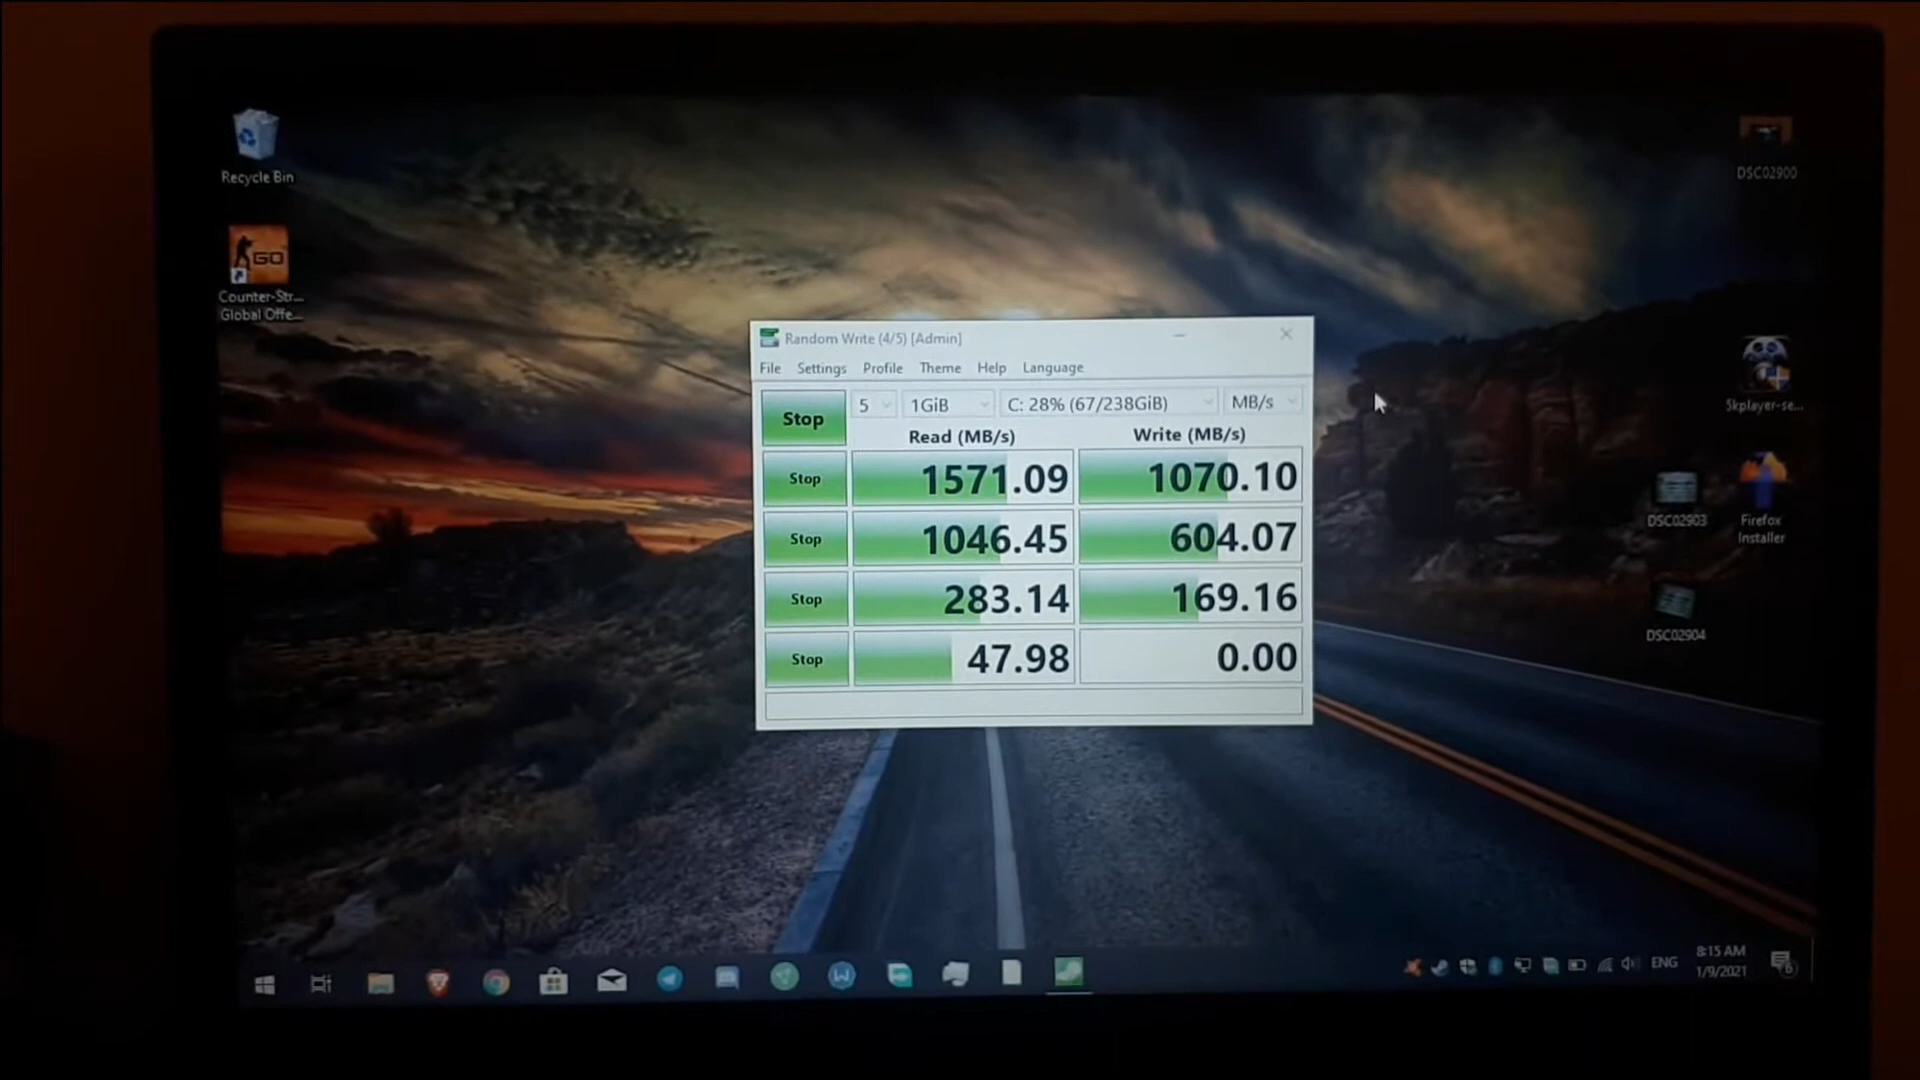 Recycle Bin
GO
Counter-Str...
Global Offe...
DSC02900
5kplayer-se...
DSC02903
Firefox
Installer
DSC02904
Random Write (4/5) [Admin]
File Settings Profile Theme Help Language
Stop 5 1GiB C: 28% (67/238GiB) MB/s
Read (MB/s) Write (MB/s)
Stop 1571.09 1070.10
Stop 1046.45 604.07
Stop 283.14 169.16
Stop 47.98 0.00
W
ENG
8:15 AM
1/9/2021
6